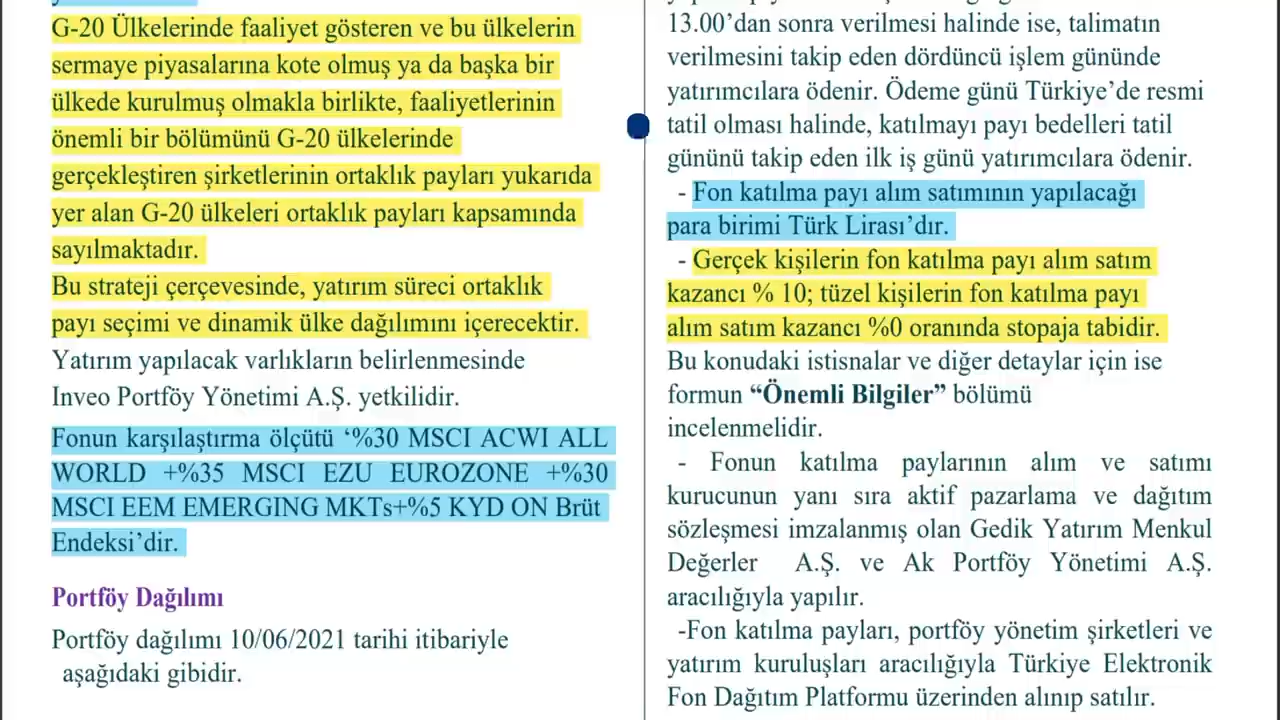 G-20 Ülkelerinde faaliyet gösteren ve bu ülkelerin
sermaye piyasalarına kote olmuş ya da başka bir
ülkede kurulmuş olmakla birlikte, faaliyetlerinin
önemli bir bölümünü G-20 ülkelerinde
gerçekleştiren şirketlerinin ortaklık payları yukarıda
yer alan G-20 ülkeleri ortaklık payları kapsamında
sayılmaktadır.
Bu strateji çerçevesinde, yatırım süreci ortaklık
payı seçimi ve dinamik ülke dağılımını içerecektir.
Yatırım yapılacak varlıkların belirlenmesinde
Inveo Portföy Yönetimi A.Ş. yetkilidir.
Fonun karşılaştırma ölçütü ‘%30 MSCI ACWI ALL
WORLD +%35 MSCI EZU EUROZONE +%30
MSCI EEM EMERGING MKTs+%5 KYD ON Brüt
Endeksi’dir.
Portföy Dağılımı
Portföy dağılımı 10/06/2021 tarihi itibariyle
aşağıdaki gibidir.
13.00’dan sonra verilmesi halinde ise, talimatın
verilmesini takip eden dördüncü işlem gününde
yatırımcılara ödenir. Ödeme günü Türkiye’de resmi
tatil olması halinde, katılmayı payı bedelleri tatil
gününü takip eden ilk iş günü yatırımcılara ödenir.
- Fon katılma payı alım satımının yapılacağı
para birimi Türk Lirası’dır.
- Gerçek kişilerin fon katılma payı alım satım
kazancı % 10; tüzel kişilerin fon katılma payı
alım satım kazancı %0 oranında stopaja tabidir.
Bu konudaki istisnalar ve diğer detaylar için ise
formun “Önemli Bilgiler” bölümü
incelenmelidir.
- Fonun katılma paylarının alım ve satımı
kurucunun yanı sıra aktif pazarlama ve dağıtım
sözleşmesi imzalanmış olan Gedik Yatırım Menkul
Değerler A.Ş. ve Ak Portföy Yönetimi A.Ş.
aracılığıyla yapılır.
-Fon katılma payları, portföy yönetim şirketleri ve
yatırım kuruluşları aracılığıyla Türkiye Elektronik
Fon Dağıtım Platformu üzerinden alınıp satılır.